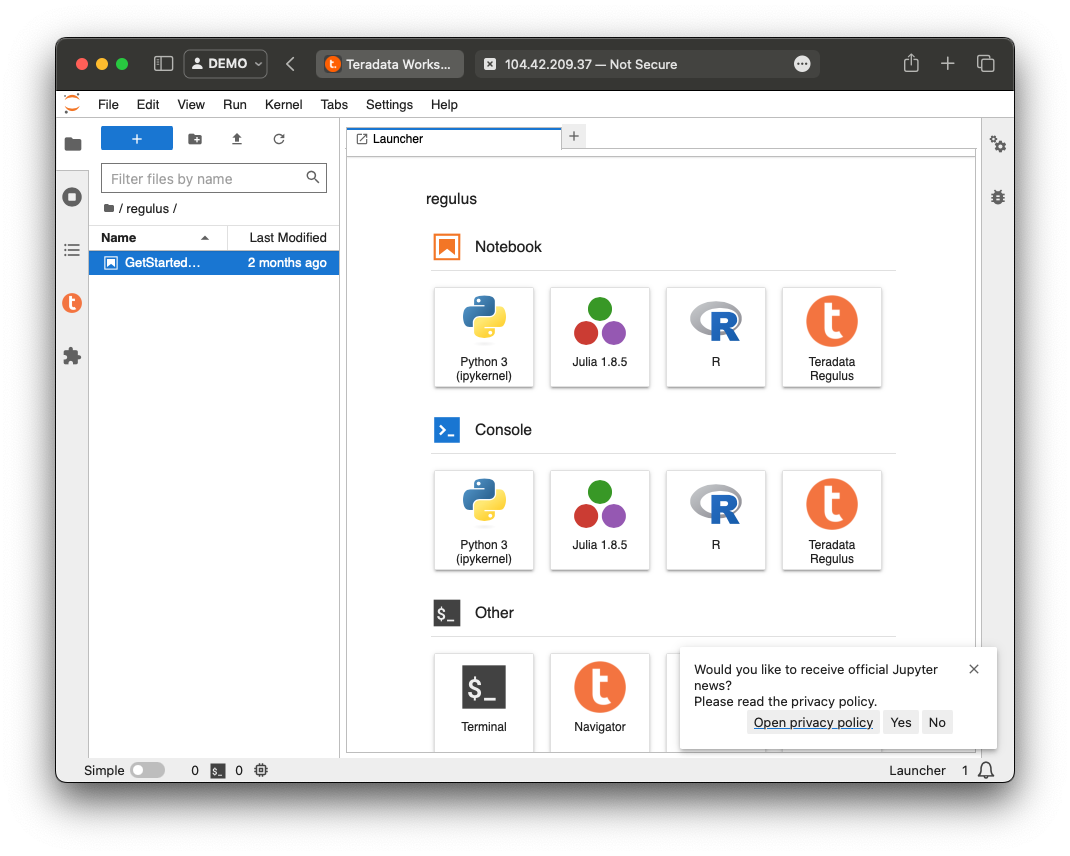 DEMO
Teradata Works...
104.42.209.37 — Not Secure
File Edit View Run Kernel Tabs Settings Help
+
Launcher
+
Filter files by name
/ regulus /
Name Last Modified
GetStarted... 2 months ago
regulus
Notebook
Python 3
(ipykernel)
Julia 1.8.5
R
Teradata
Regulus
Console
Python 3
(ipykernel)
Julia 1.8.5
R
Teradata
Regulus
$_ Other
$_
Terminal
Navigator
Would you like to receive official Jupyter
news?
Please read the privacy policy.
Open privacy policy Yes No
Simple 0 $_ 0 Launcher 1